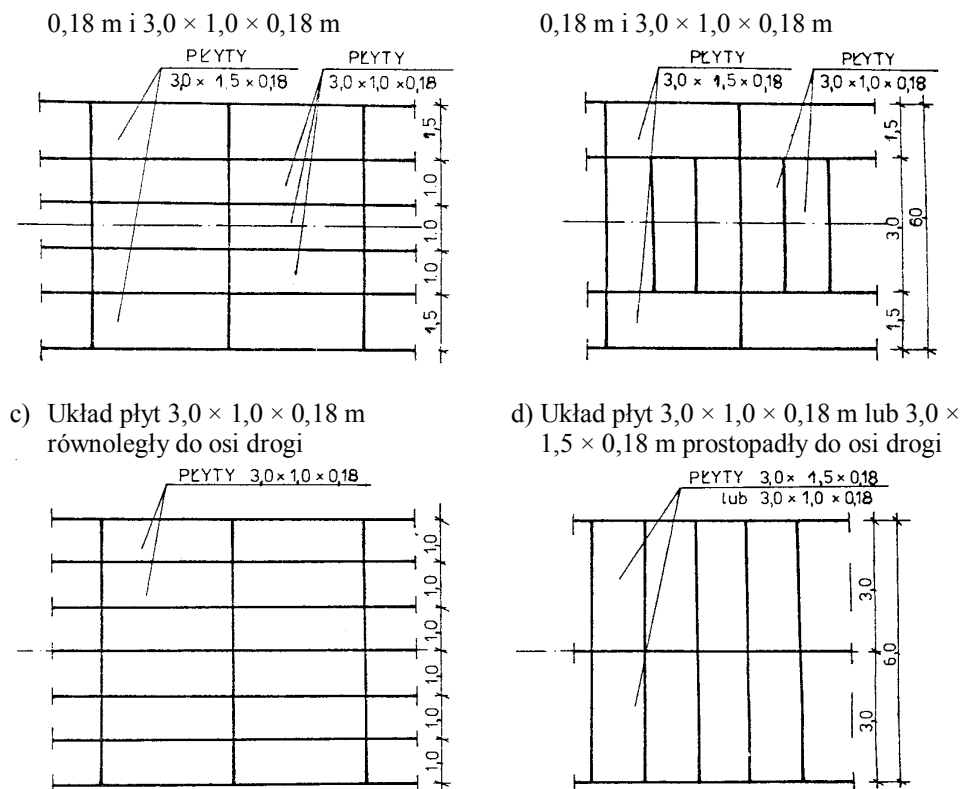 0,18 m i 3,0 × 1,0 × 0,18 m
PŁYTY
3,0 × 1,5 × 0,18
PŁYTY
3,0 × 1,0 × 0,18
1,5
1,0
1,0
1,0
1,5
0,18 m i 3,0 × 1,0 × 0,18 m
PŁYTY
3,0 × 1,5 × 0,18
PŁYTY
3,0 × 1,0 × 0,18
1,5
3,0
1,5
6,0
c) Układ płyt 3,0 × 1,0 × 0,18 m
równoległy do osi drogi
PŁYTY 3,0 × 1,0 × 0,18
1,0
1,0
1,0
1,0
1,0
1,0
d) Układ płyt 3,0 × 1,0 × 0,18 m lub 3,0 ×
1,5 × 0,18 m prostopadły do osi drogi
PŁYTY 3,0 × 1,5 × 0,18
lub 3,0 × 1,0 × 0,18
3,0
3,0
6,0